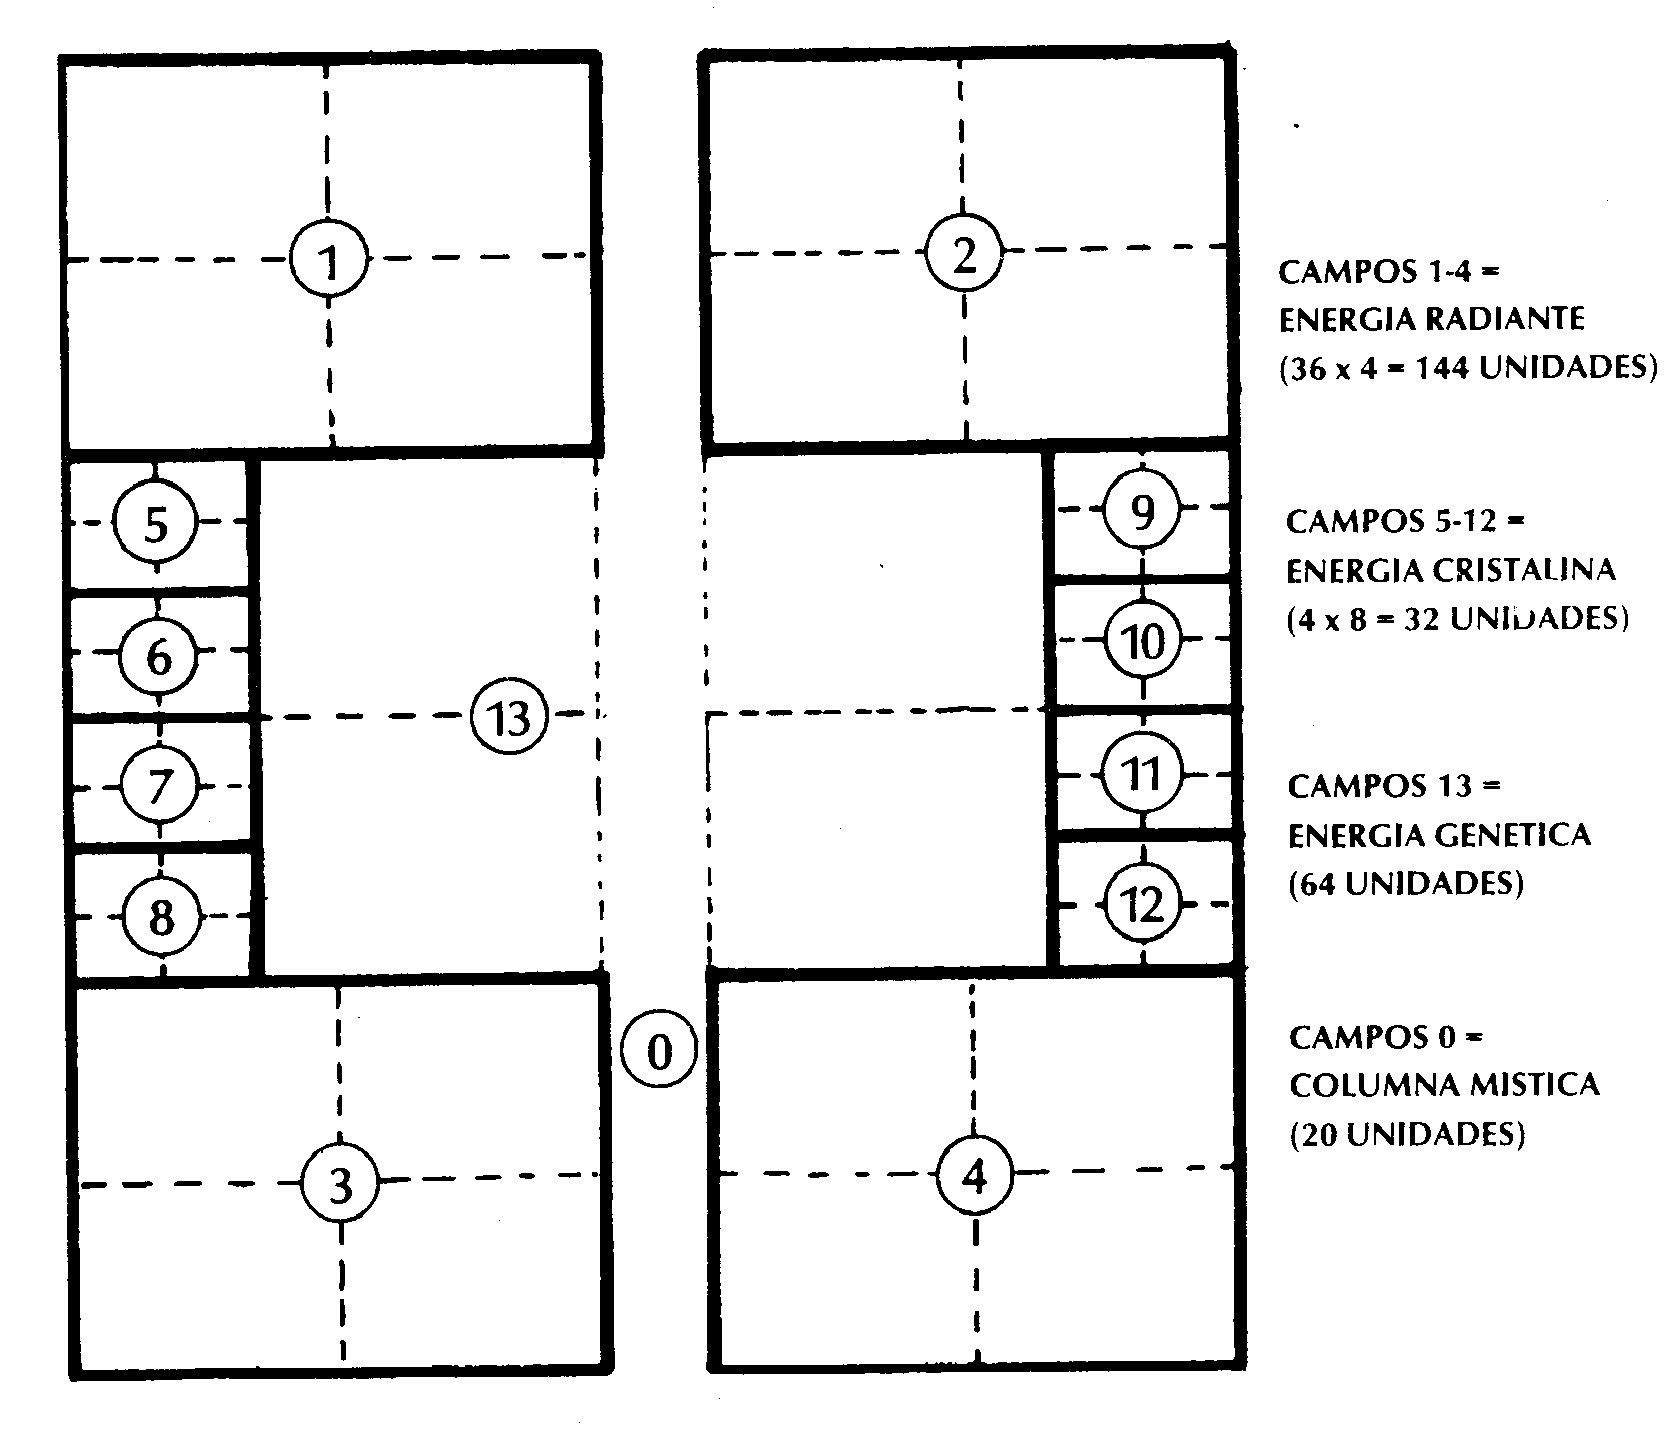 1
2
CAMPOS 1-4 =
ENERGIA RADIANTE
(36 x 4 = 144 UNIDADES)
5
9
CAMPOS 5-12 =
ENERGIA CRISTALINA
(4 x 8 = 32 UNIDADES)
6
10
13
7
11
CAMPOS 13 =
ENERGIA GENETICA
(64 UNIDADES)
8
12
0
CAMPOS 0 =
COLUMNA MISTICA
(20 UNIDADES)
3
4